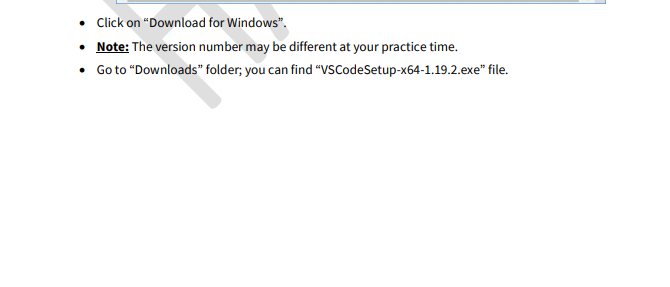 • Click on “Download for Windows”.
• Note: The version number may be different at your practice time.
• Go to “Downloads” folder; you can find “VSCodeSetup-x64-1.19.2.exe” file.